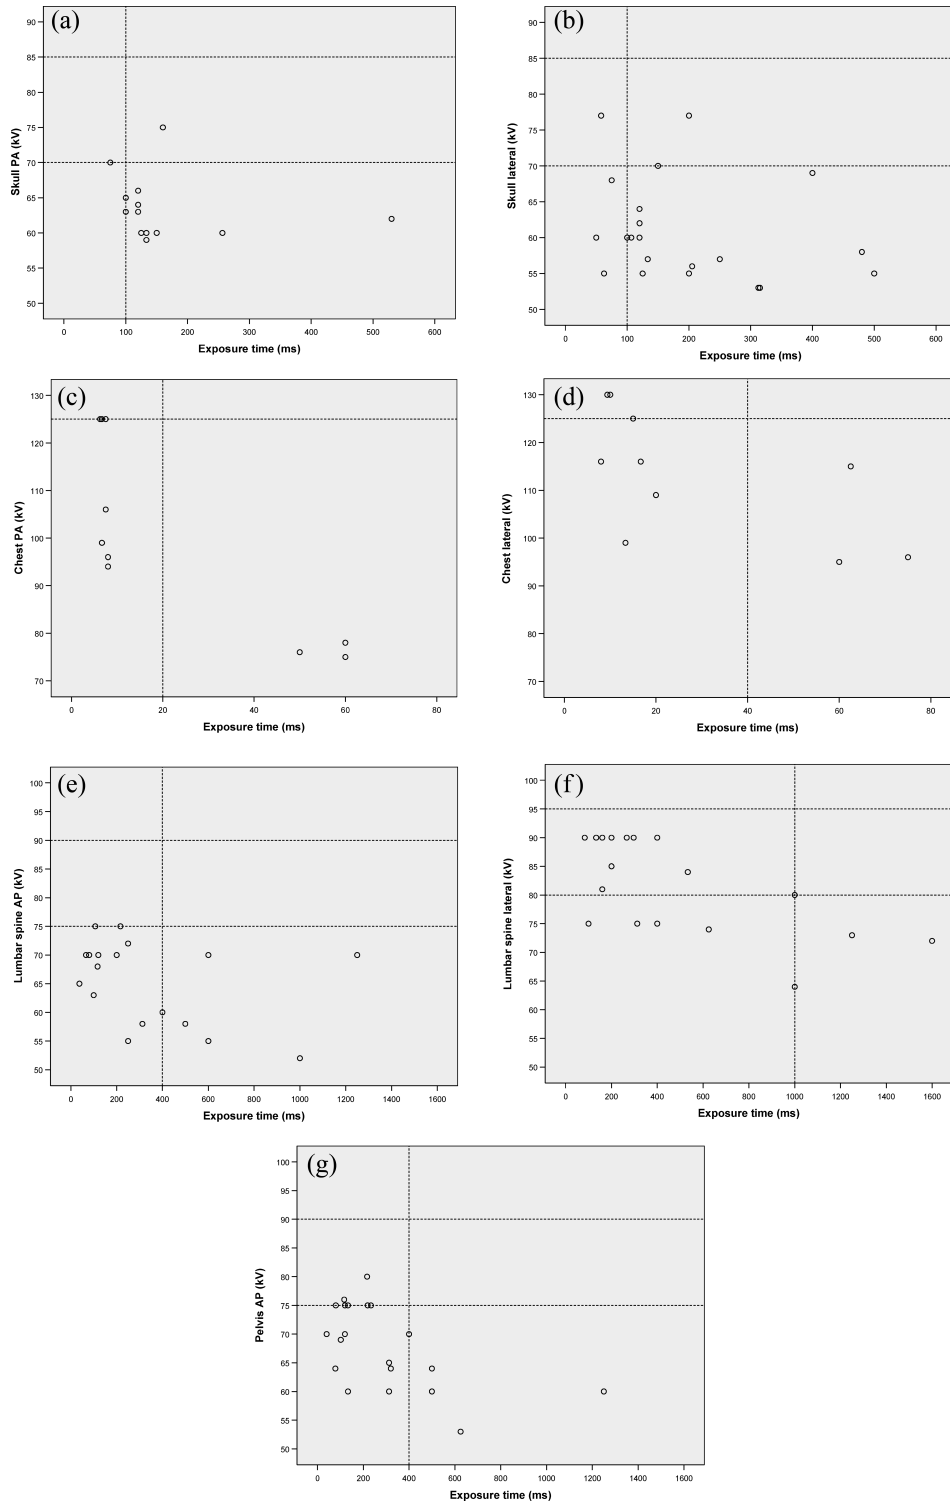 (a)
90
85
80
75
70
65
60
55
50
Skull PA (kV)
0 100 200 300 400 500 600
Exposure time (ms)
(b)
90
85
80
75
70
65
60
55
50
Skull lateral (kV)
0 100 200 300 400 500 600
Exposure time (ms)
(c)
130
120
110
100
90
80
70
Chest PA (kV)
0 20 40 60 80
Exposure time (ms)
(d)
130
120
110
100
90
80
70
Chest lateral (kV)
0 20 40 60 80
Exposure time (ms)
(e)
100
95
90
85
80
75
70
65
60
55
50
Lumbar spine AP (kV)
0 200 400 600 800 1000 1200 1400 1600
Exposure time (ms)
(f)
100
95
90
85
80
75
70
65
60
55
50
Lumbar spine lateral (kV)
0 200 400 600 800 1000 1200 1400 1600
Exposure time (ms)
(g)
100
95
90
85
80
75
70
65
60
55
50
Pelvis AP (kV)
0 200 400 600 800 1000 1200 1400 1600
Exposure time (ms)